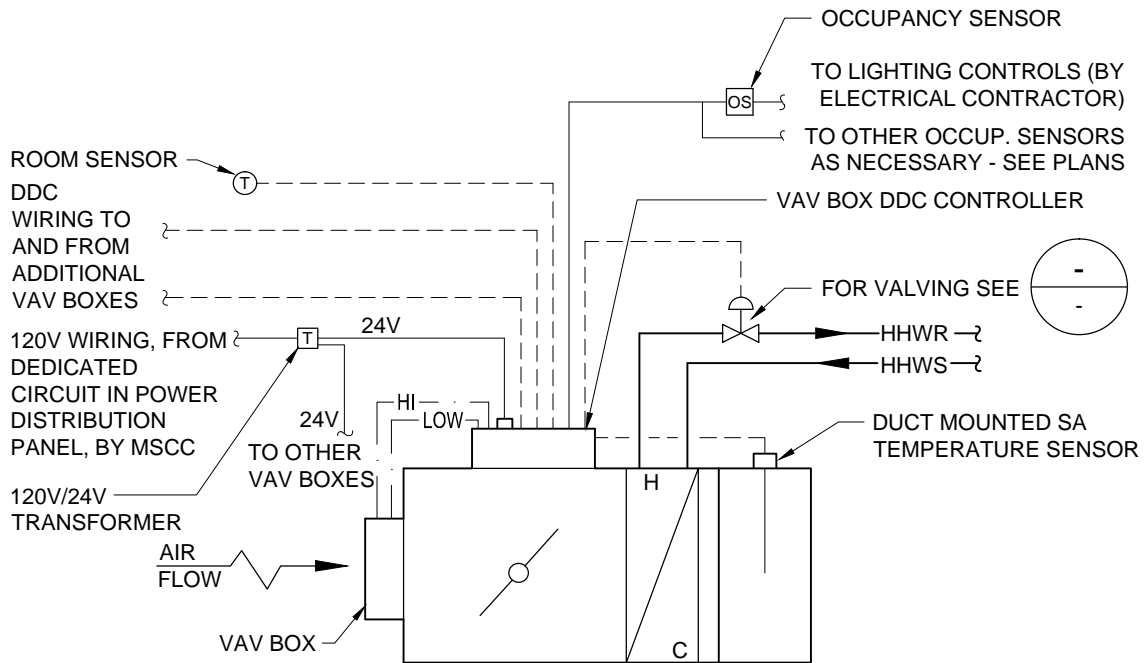 OCCUPANCY SENSOR
OS
TO LIGHTING CONTROLS (BY
ELECTRICAL CONTRACTOR)
TO OTHER OCCUP. SENSORS
AS NECESSARY - SEE PLANS
ROOM SENSOR
T
DDC
WIRING TO
AND FROM
ADDITIONAL
VAV BOXES
VAV BOX DDC CONTROLLER
FOR VALVING SEE
-
-
120V WIRING, FROM
DEDICATED
CIRCUIT IN POWER
DISTRIBUTION
PANEL, BY MSCC
T
24V
24V
TO OTHER
VAV BOXES
HI
LOW
HHWR
HHWS
DUCT MOUNTED SA
TEMPERATURE SENSOR
120V/24V
TRANSFORMER
H
C
AIR
FLOW
VAV BOX